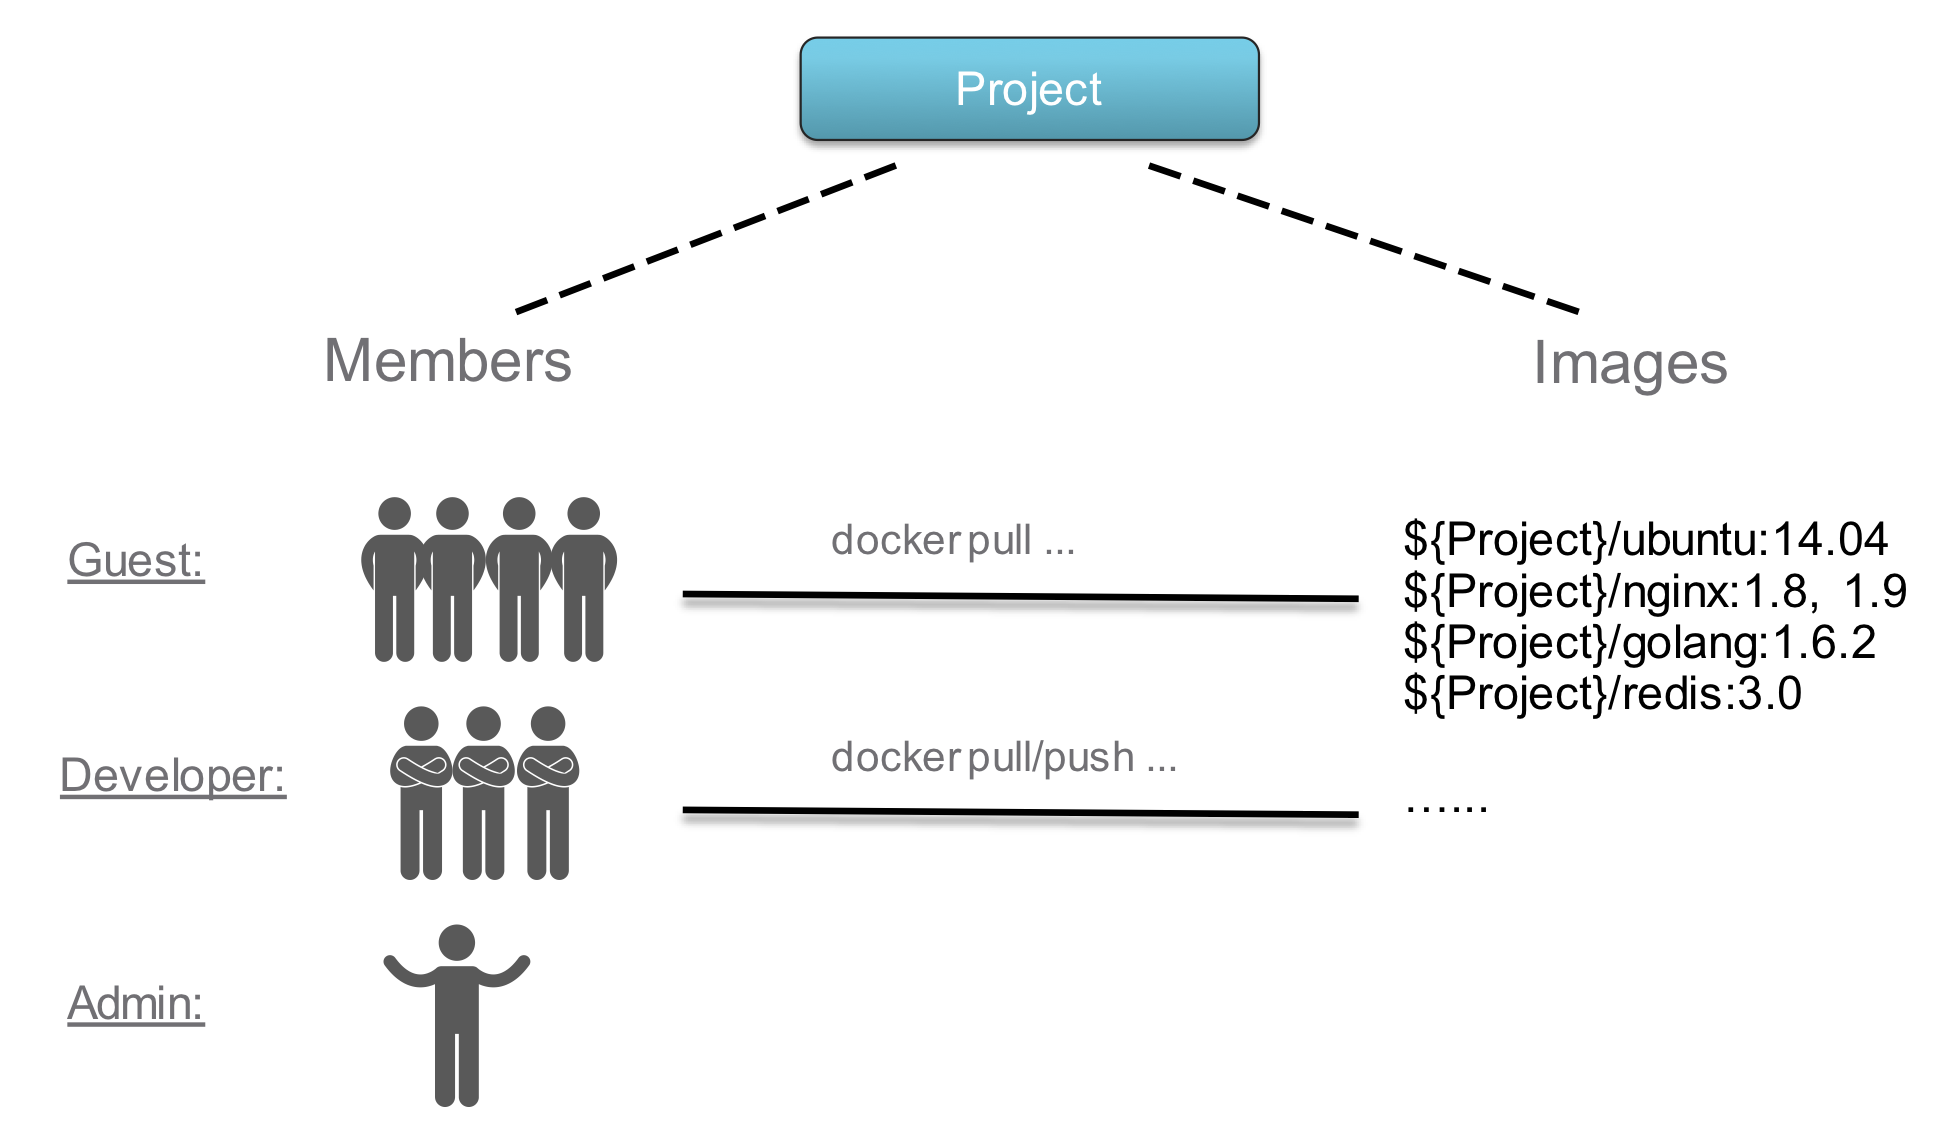 Project
Members
Images
Guest:
docker pull ...
${Project}/ubuntu:14.04
${Project}/nginx:1.8, 1.9
${Project}/golang:1.6.2
${Project}/redis:3.0
Developer:
docker pull/push ...
…...
Admin: